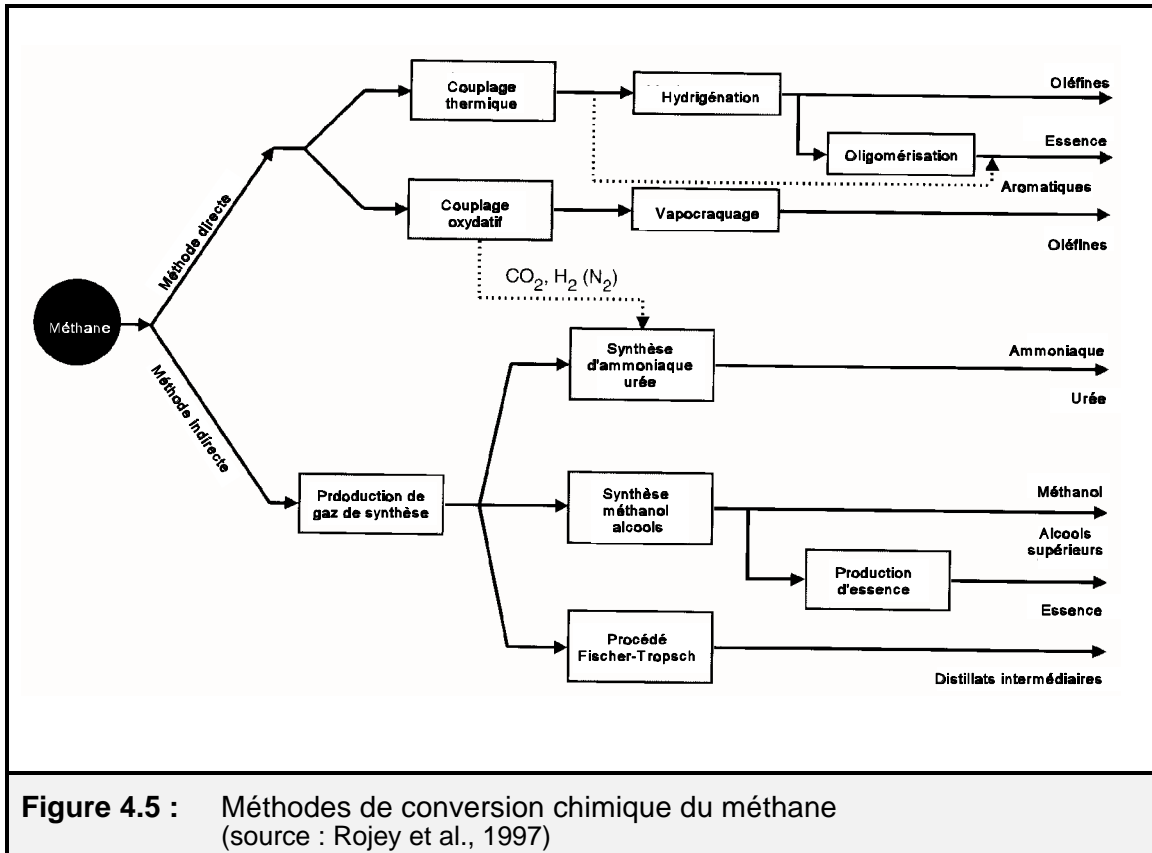 Couplage
thermique
Hydrigénation
Oléfines
Oligomérisation
Essence
Aromatiques
Couplage
oxydatif
Vapocraquage
Oléfines
Méthode directe
CO2, H2 (N2)
Méthane
Méthode indirecte
Synthèse
d'ammoniaque
urée
Ammoniaque
Urée
Prdoduction de
gaz de synthèse
Synthèse
méthanol
alcools
Méthanol
Alcools
supérieurs
Production
d'essence
Essence
Procédé
Fischer-Tropsch
Distillats intermédiaires
Figure 4.5 : Méthodes de conversion chimique du méthane
(source : Rojey et al., 1997)